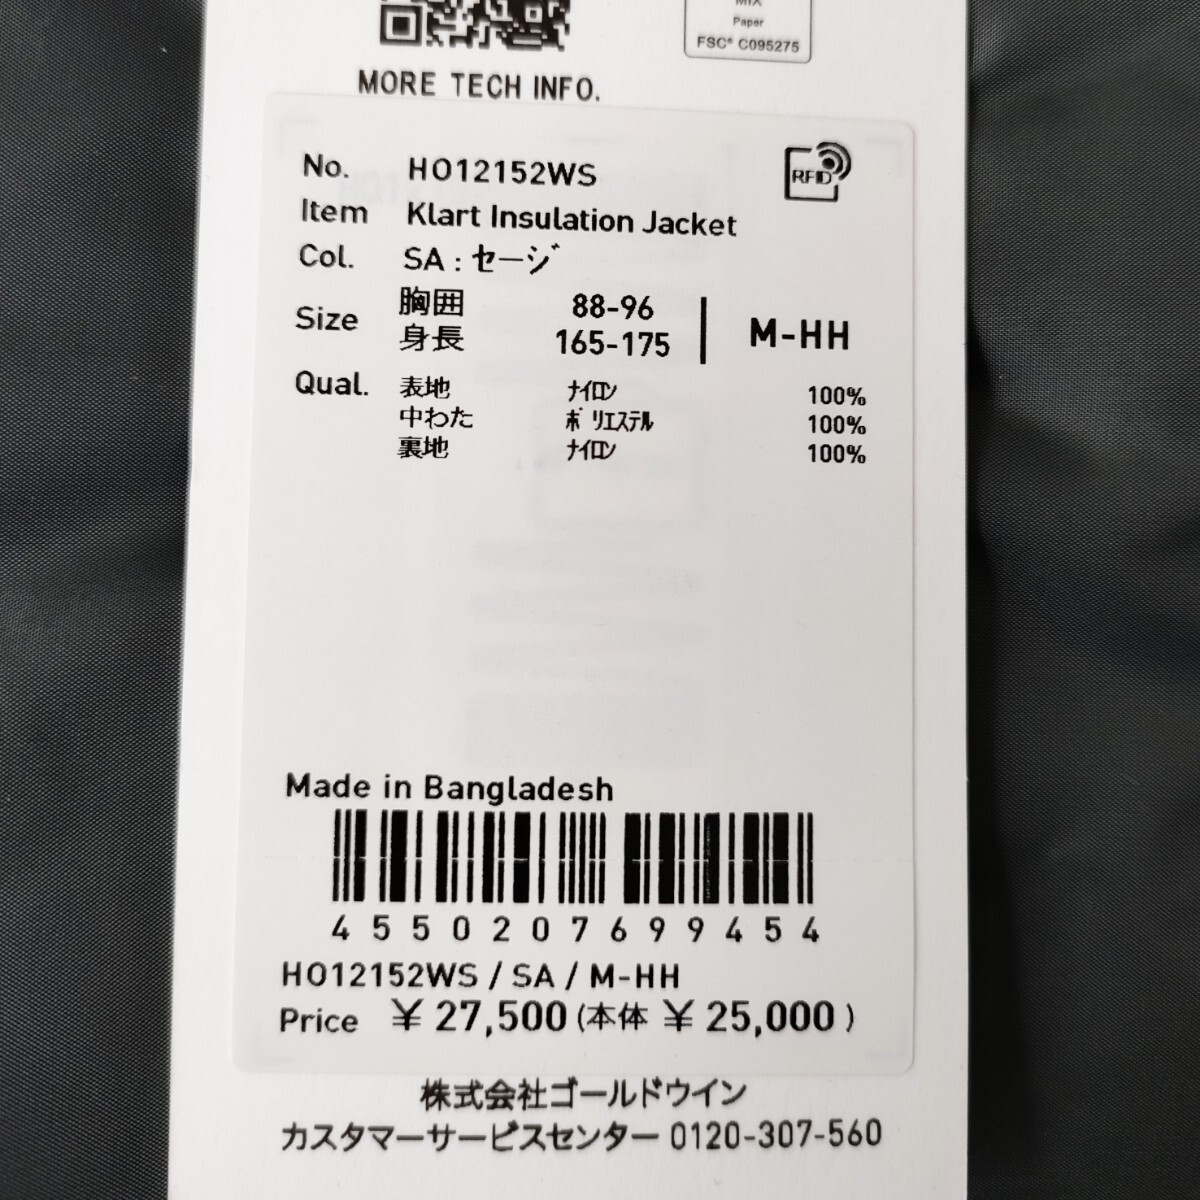 MIX
Paper
FSC® C095275
MORE TECH INFO.
No. HO12152WS
RFID
Item Klart Insulation Jacket
Col. SA : セージ
Size 胸囲 88-96
身長 165-175
M-HH
Qual. 表地 ナイロン 100%
中わた ポリエステル 100%
裏地 ナイロン 100%
Made in Bangladesh
4550207699454
HO12152WS / SA / M-HH
Price ￥27,500 (本体 ￥25,000)
株式会社ゴールドウイン
カスタマーサービスセンター 0120-307-560